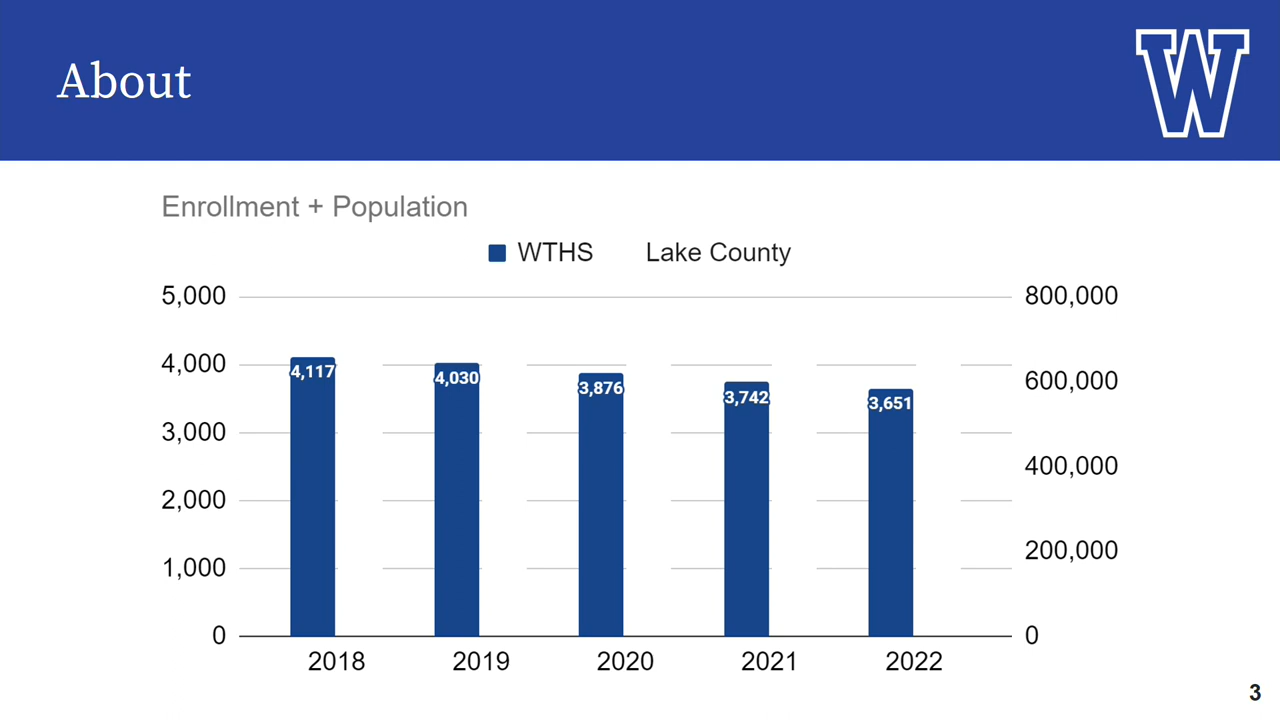 About
W
Enrollment + Population
WTHS Lake County
5,000 800,000
4,000 600,000
3,000 400,000
2,000 200,000
1,000
0 0
4,117 4,030 3,876 3,742 3,651
2018 2019 2020 2021 2022
3